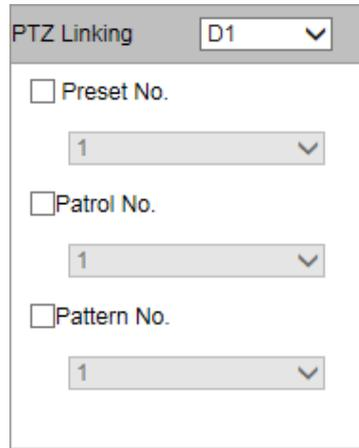 PTZ Linking D1
Preset No.
1
Patrol No.
1
Pattern No.
1